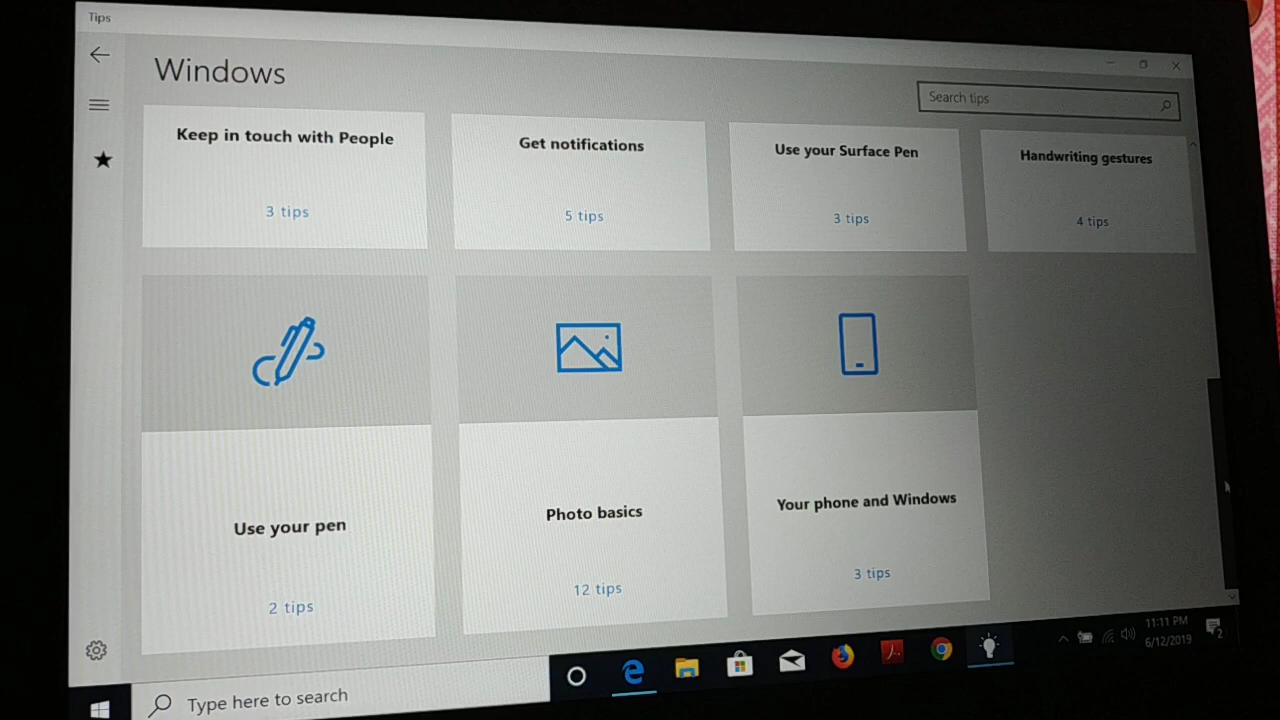 Tips
Windows
Search tips
Keep in touch with People
3 tips
Get notifications
5 tips
Use your Surface Pen
3 tips
Handwriting gestures
4 tips
Use your pen
2 tips
Photo basics
12 tips
Your phone and Windows
3 tips
Type here to search
11:11 PM
6/12/2019
2